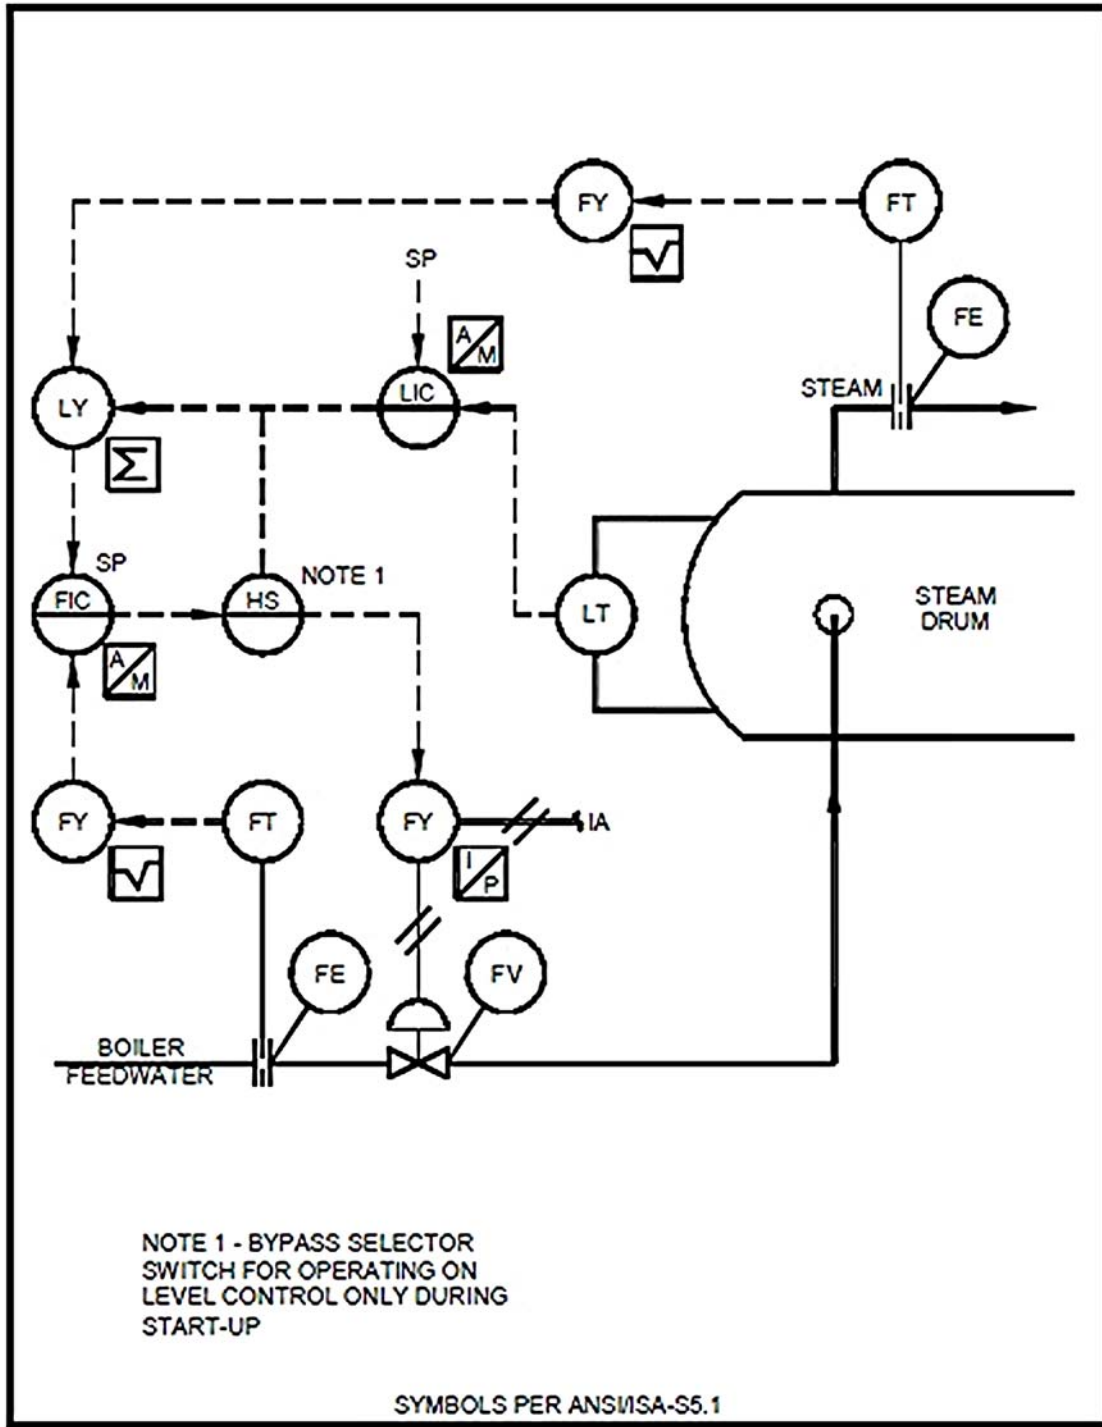 FY
FT
SP
A/M
FE
LIC
STEAM
LY
Σ
SP
NOTE 1
FIC
HS
LT
STEAM
DRUM
A/M
FY
FT
FY
IA
I/P
FE
FV
BOILER
FEEDWATER
NOTE 1 - BYPASS SELECTOR
SWITCH FOR OPERATING ON
LEVEL CONTROL ONLY DURING
START-UP
SYMBOLS PER ANSI/ISA-S5.1